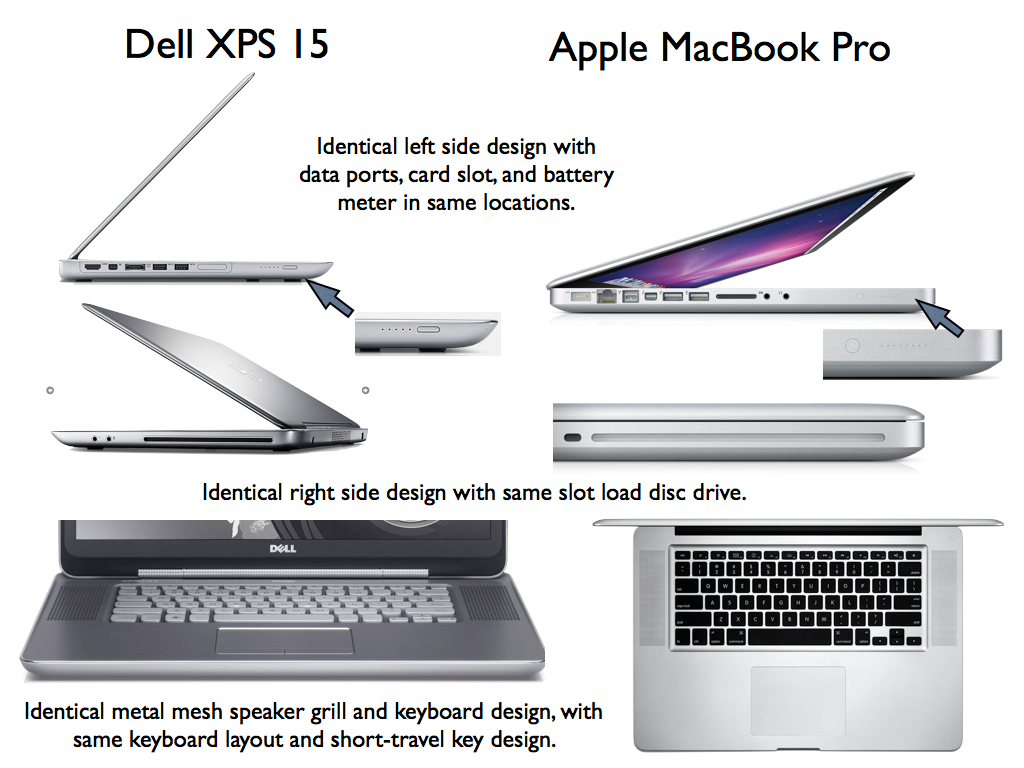 Dell XPS 15
Apple MacBook Pro
Identical left side design with
data ports, card slot, and battery
meter in same locations.
Identical right side design with same slot load disc drive.
DELL
Identical metal mesh speaker grill and keyboard design, with
same keyboard layout and short-travel key design.